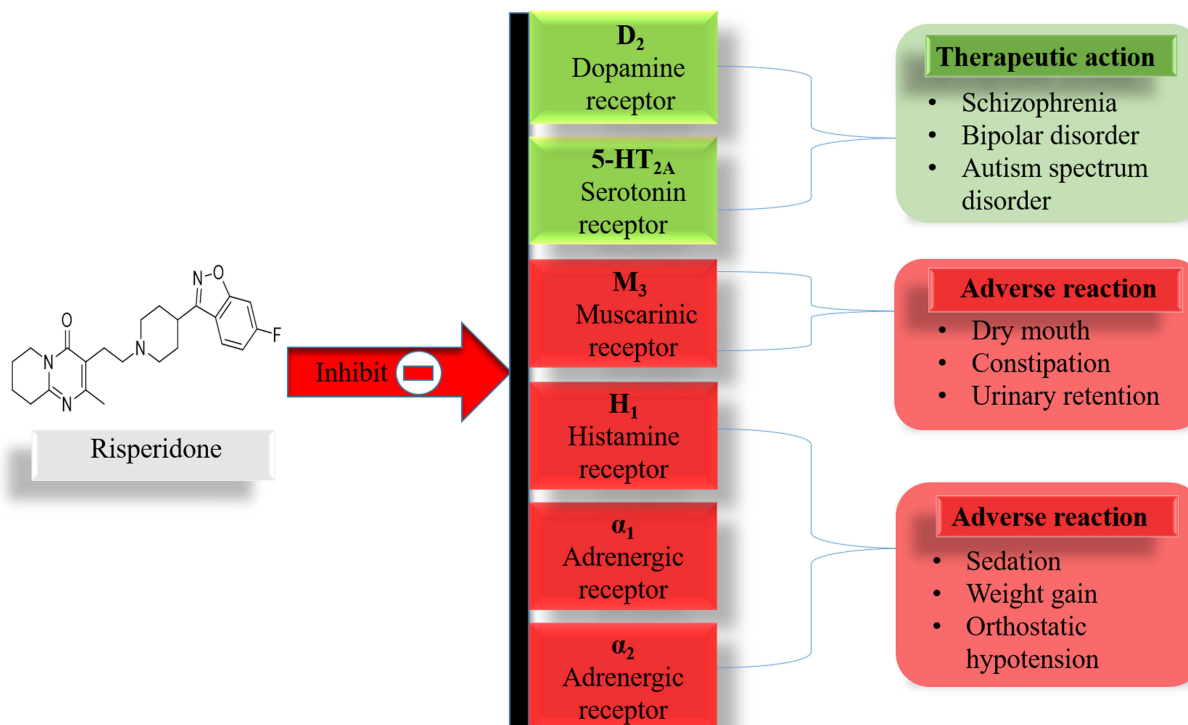 D₂
Dopamine
receptor
5-HT₂A
Serotonin
receptor
M₃
Muscarinic
receptor
H₁
Histamine
receptor
α₁
Adrenergic
receptor
α₂
Adrenergic
receptor
Therapeutic action
• Schizophrenia
• Bipolar disorder
• Autism spectrum
disorder
Adverse reaction
• Dry mouth
• Constipation
• Urinary retention
Adverse reaction
• Sedation
• Weight gain
• Orthostatic
hypotension
Inhibit
Risperidone
O
N
N
N
N
O
F